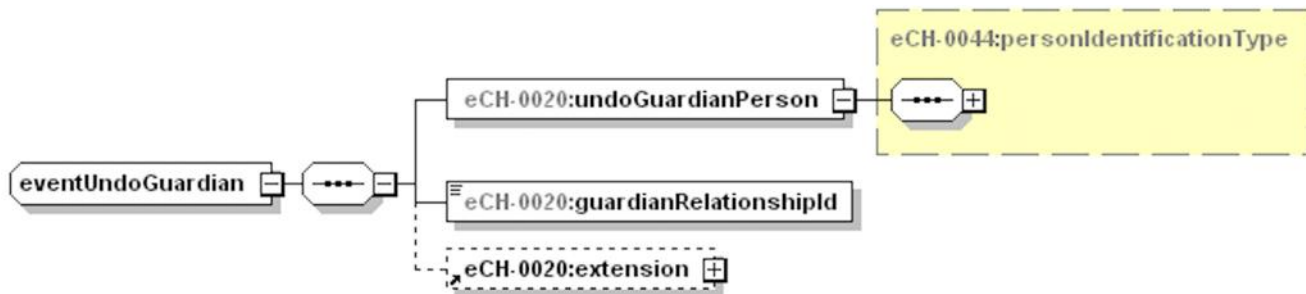 eCH-0044:personIdentificationType
eCH-0020:undoGuardianPerson
eventUndoGuardian
eCH-0020:guardianRelationshipId
eCH-0020:extension